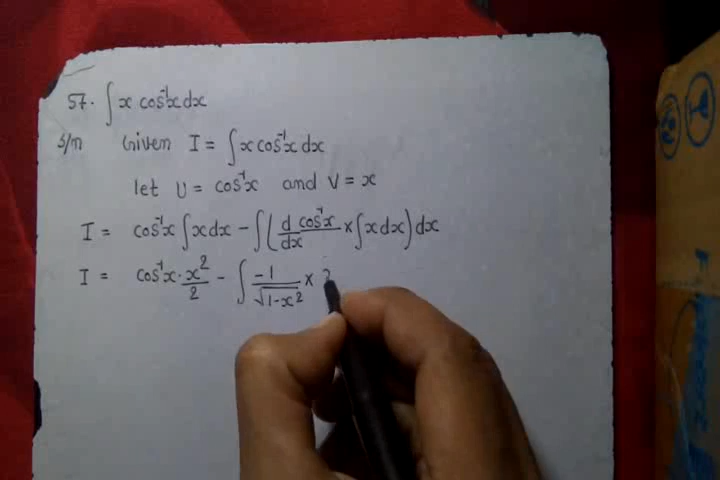 57. ∫ x cos⁻¹x dx
Given I = ∫ x cos⁻¹x dx
let U = cos⁻¹x and V = x
I = cos⁻¹x ∫ x dx − ∫ ( d/dx cos⁻¹x × ∫ x dx ) dx
I = cos⁻¹x · x²/2 − ∫ −1/√(1−x²) ×